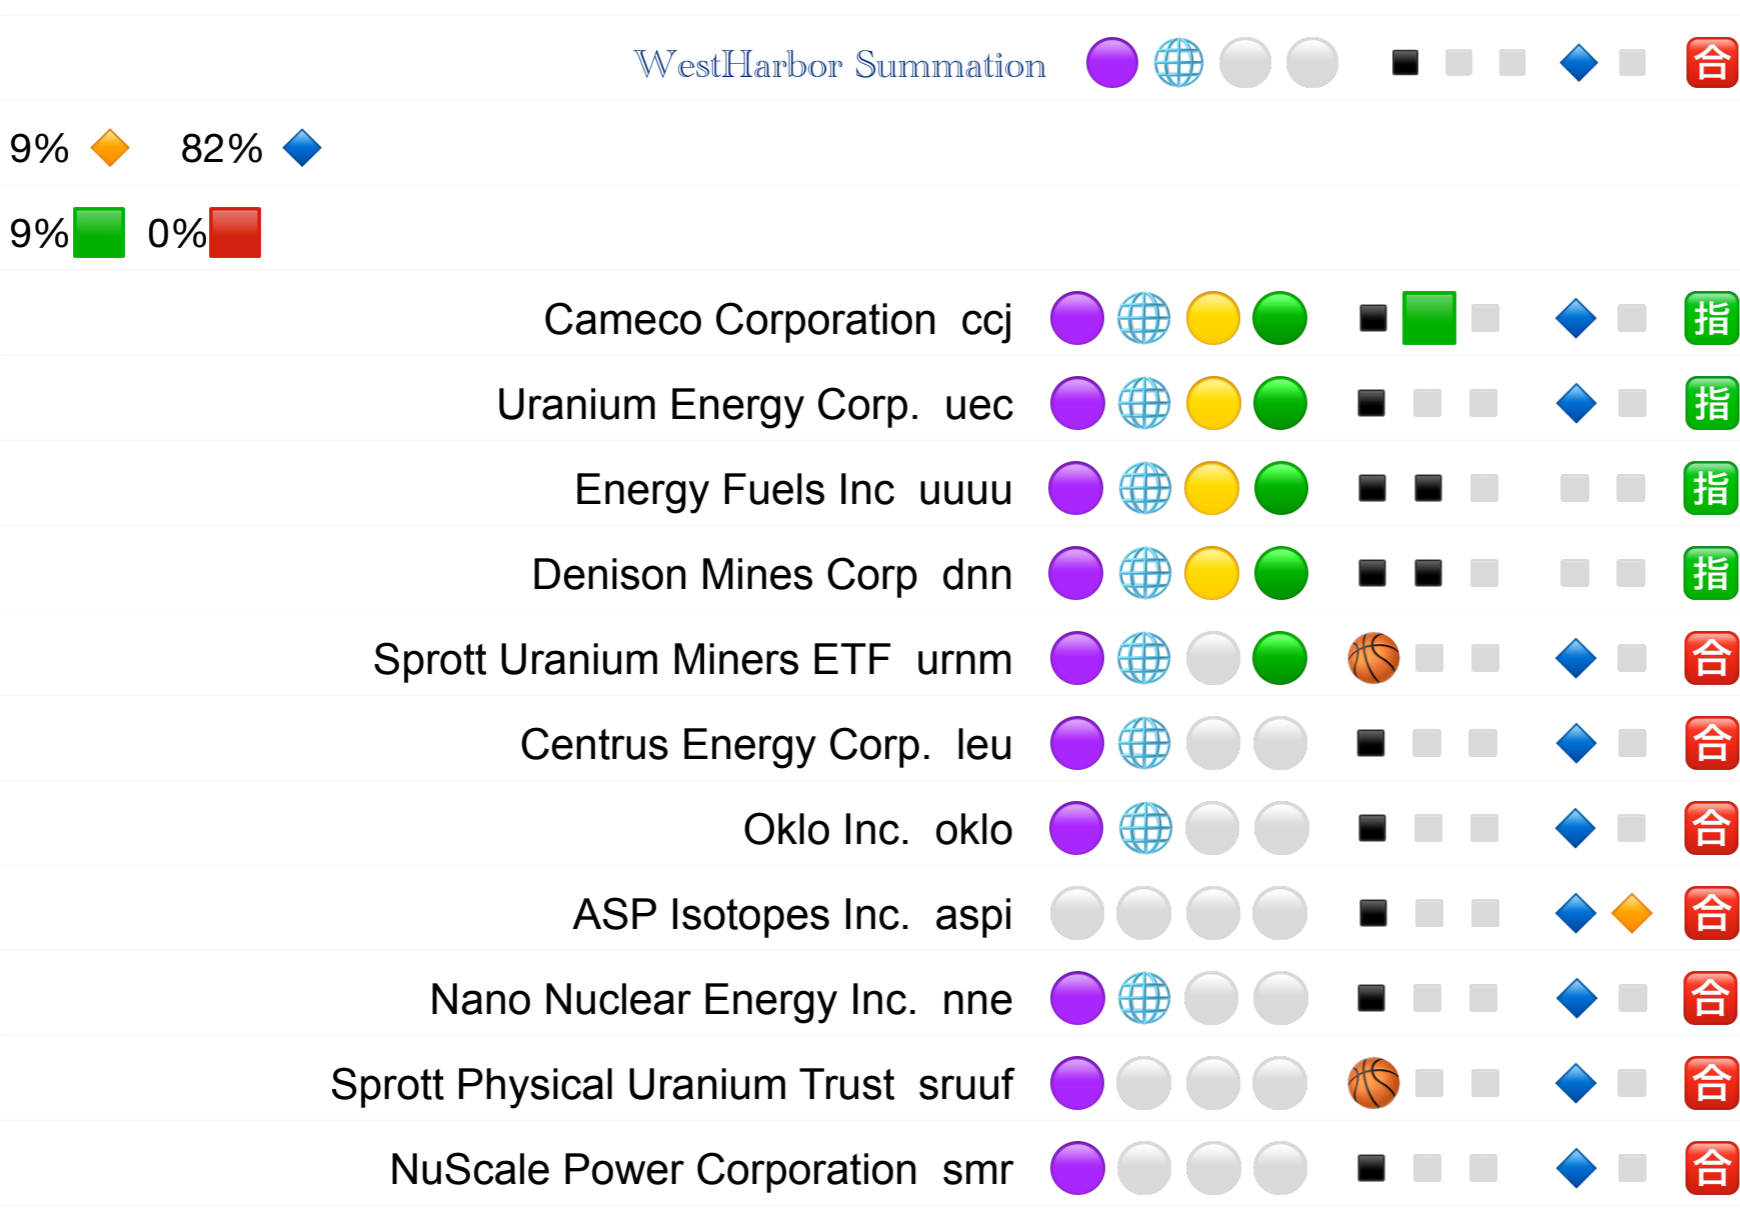 WestHarbor Summation 合
9% 82%
9% 0%
Cameco Corporation ccj 指
Uranium Energy Corp. uec 指
Energy Fuels Inc uuuu 指
Denison Mines Corp dnn 指
Sprott Uranium Miners ETF urnm 合
Centrus Energy Corp. leu 合
Oklo Inc. oklo 合
ASP Isotopes Inc. aspi 合
Nano Nuclear Energy Inc. nne 合
Sprott Physical Uranium Trust sruuf 合
NuScale Power Corporation smr 合